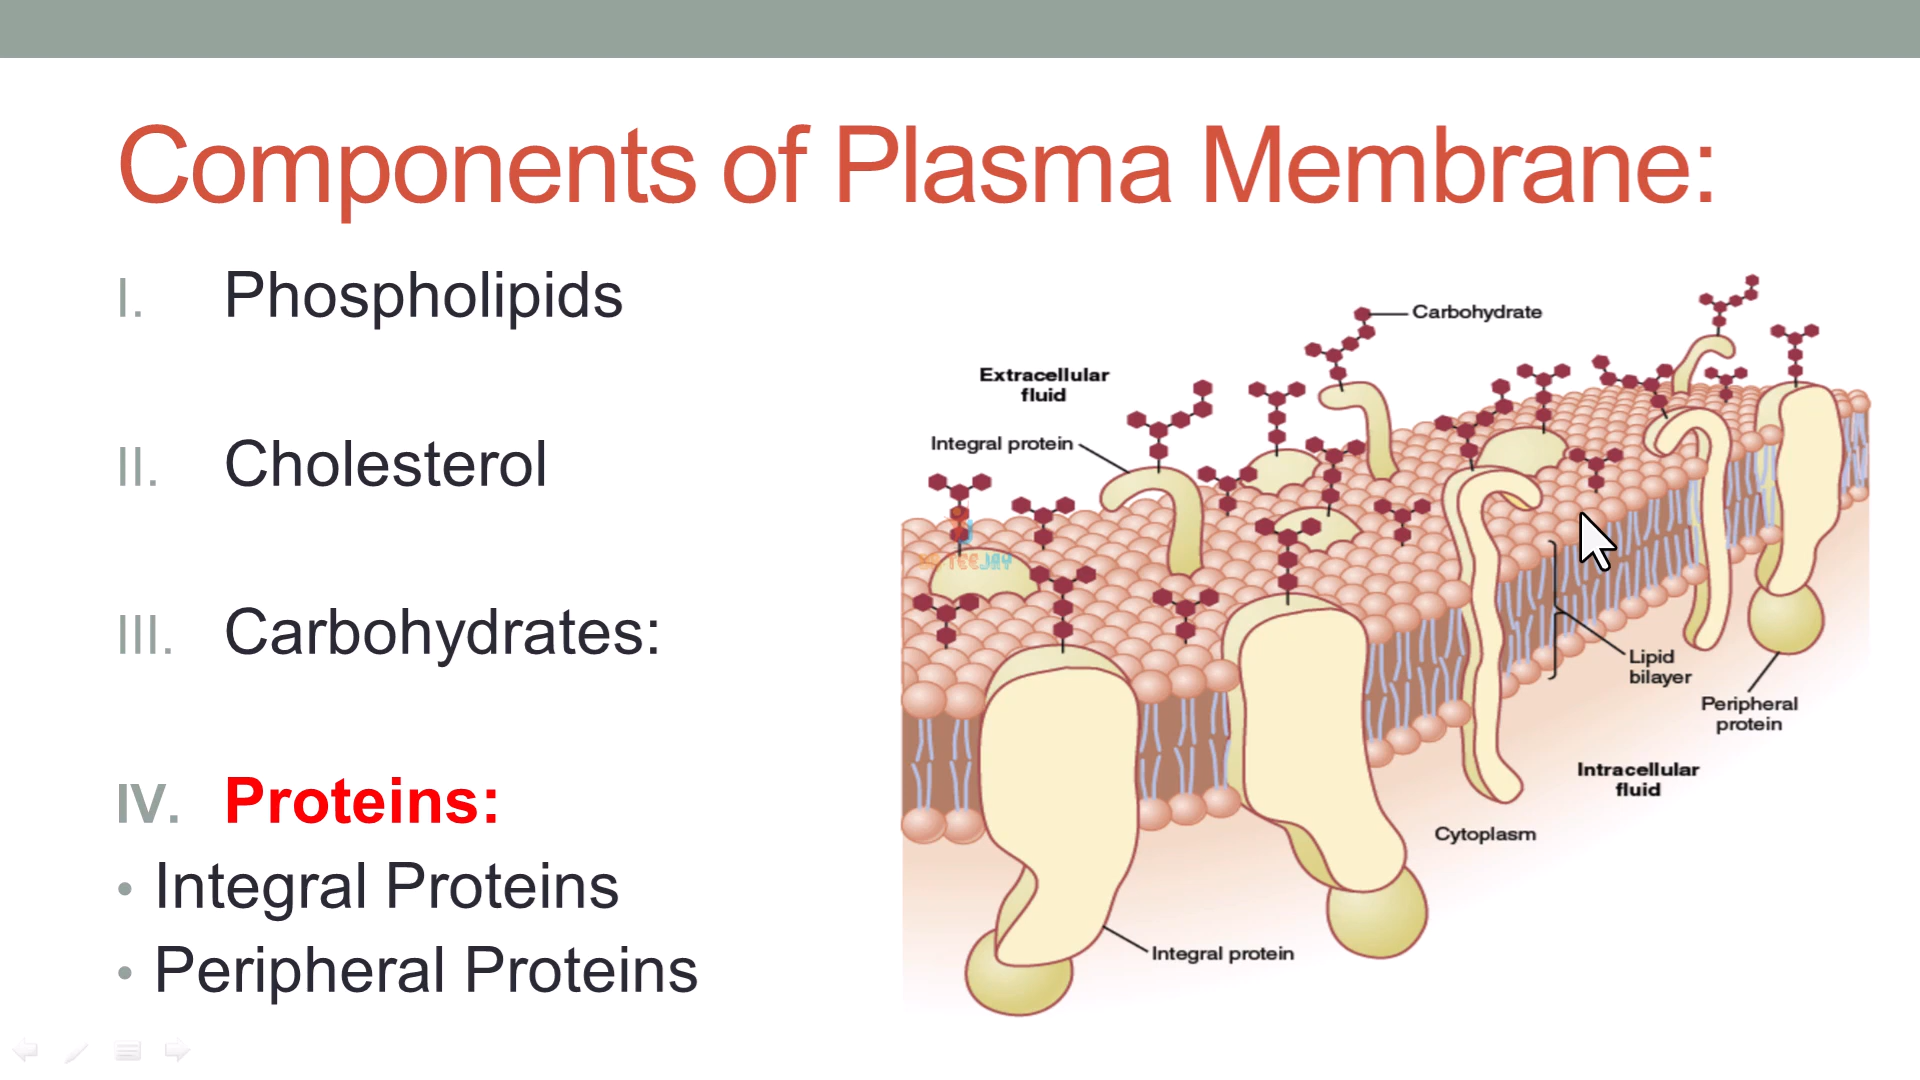 Components of Plasma Membrane:
I. Phospholipids
II. Cholesterol
III. Carbohydrates:
IV. Proteins:
• Integral Proteins
• Peripheral Proteins
Carbohydrate
Extracellular
fluid
Integral protein
Lipid
bilayer
Peripheral
protein
Intracellular
fluid
Cytoplasm
Integral protein